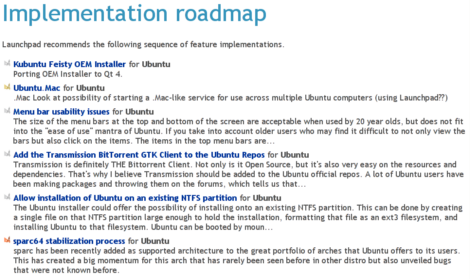 Implementation roadmap
Launchpad recommends the following sequence of feature implementations.
Kubuntu Feisty OEM Installer for Ubuntu
Porting OEM Installer to Qt 4.
Ubuntu.Mac for Ubuntu
.Mac Look at possibility of starting a .Mac-like service for use across multiple Ubuntu computers (using Launchpad??)
Menu bar usability issues for Ubuntu
The size of the menu bars at the top and bottom of the screen are acceptable when used by 20 year olds, but does not fit
into the "ease of use" mantra of Ubuntu. If you take into account older users who may find it difficult to not only view the
bars but also click on the items. The items in the top menu bars are...
Add the Transmission BitTorrent GTK Client to the Ubuntu Repos for Ubuntu
Transmission is definitely THE Bittorrent Client. Not only is it Open Source, but it's also very easy on the resources and
dependencies. That's why I believe Transmission should be added to the Ubuntu official repos. A lot of Ubuntu users have
been making packages and throwing them on the forums, which tells us that...
Allow installation of Ubuntu on an existing NTFS partition for Ubuntu
The Ubuntu installer could offer the possibility of installing onto an existing NTFS partition. This can be done by creating
a single file on that NTFS partition large enough to hold the installation, formatting that file as an ext3 filesystem, and
installing Ubuntu to that filesystem. Ubuntu can be booted by moun...
sparc64 stabilization process for Ubuntu
sparc has been recently added as supported architecture to the great portfolio of arches that Ubuntu offers to its users.
This has created a big momentum for this arch that has rarely been seen before in other distro but also unveiled bugs
that were not known before.